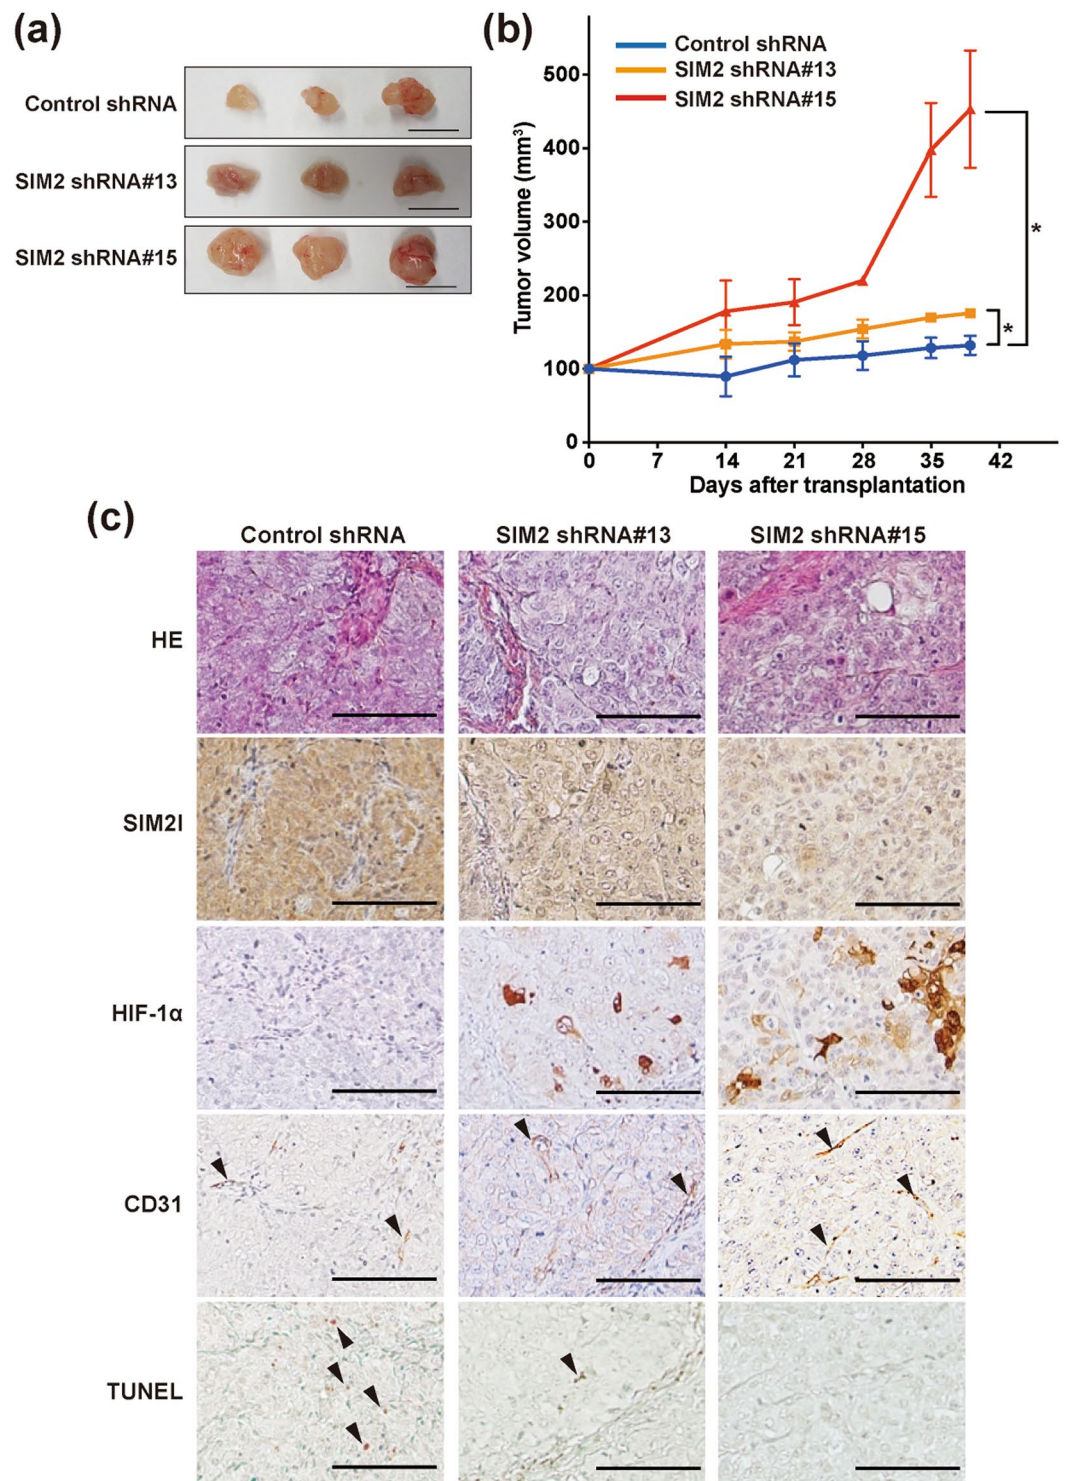 (a)
Control shRNA
SIM2 shRNA#13
SIM2 shRNA#15
(b)
Control shRNA
SIM2 shRNA#13
SIM2 shRNA#15
Tumor volume (mm³)
500
400
300
200
100
0
0 7 14 21 28 35 42
Days after transplantation
*
*
(c)
Control shRNA SIM2 shRNA#13 SIM2 shRNA#15
HE
SIM2l
HIF-1α
CD31
TUNEL